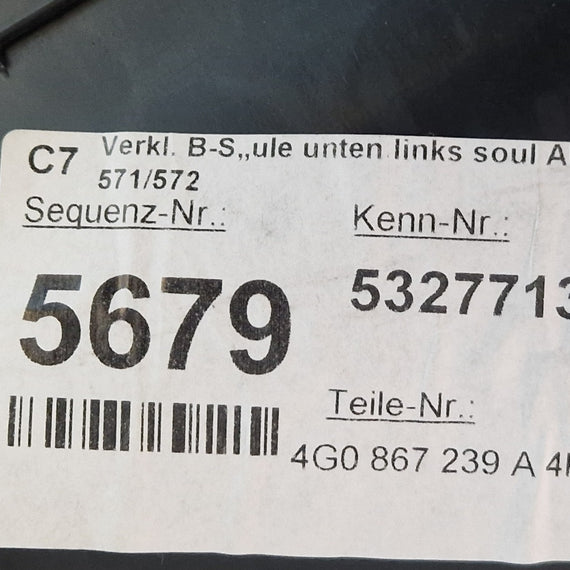 C7 Verkl. B-S„ule unten links soul A
571/572
Sequenz-Nr.: Kenn-Nr.:
5679 5327713
Teile-Nr.:
4G0 867 239 A